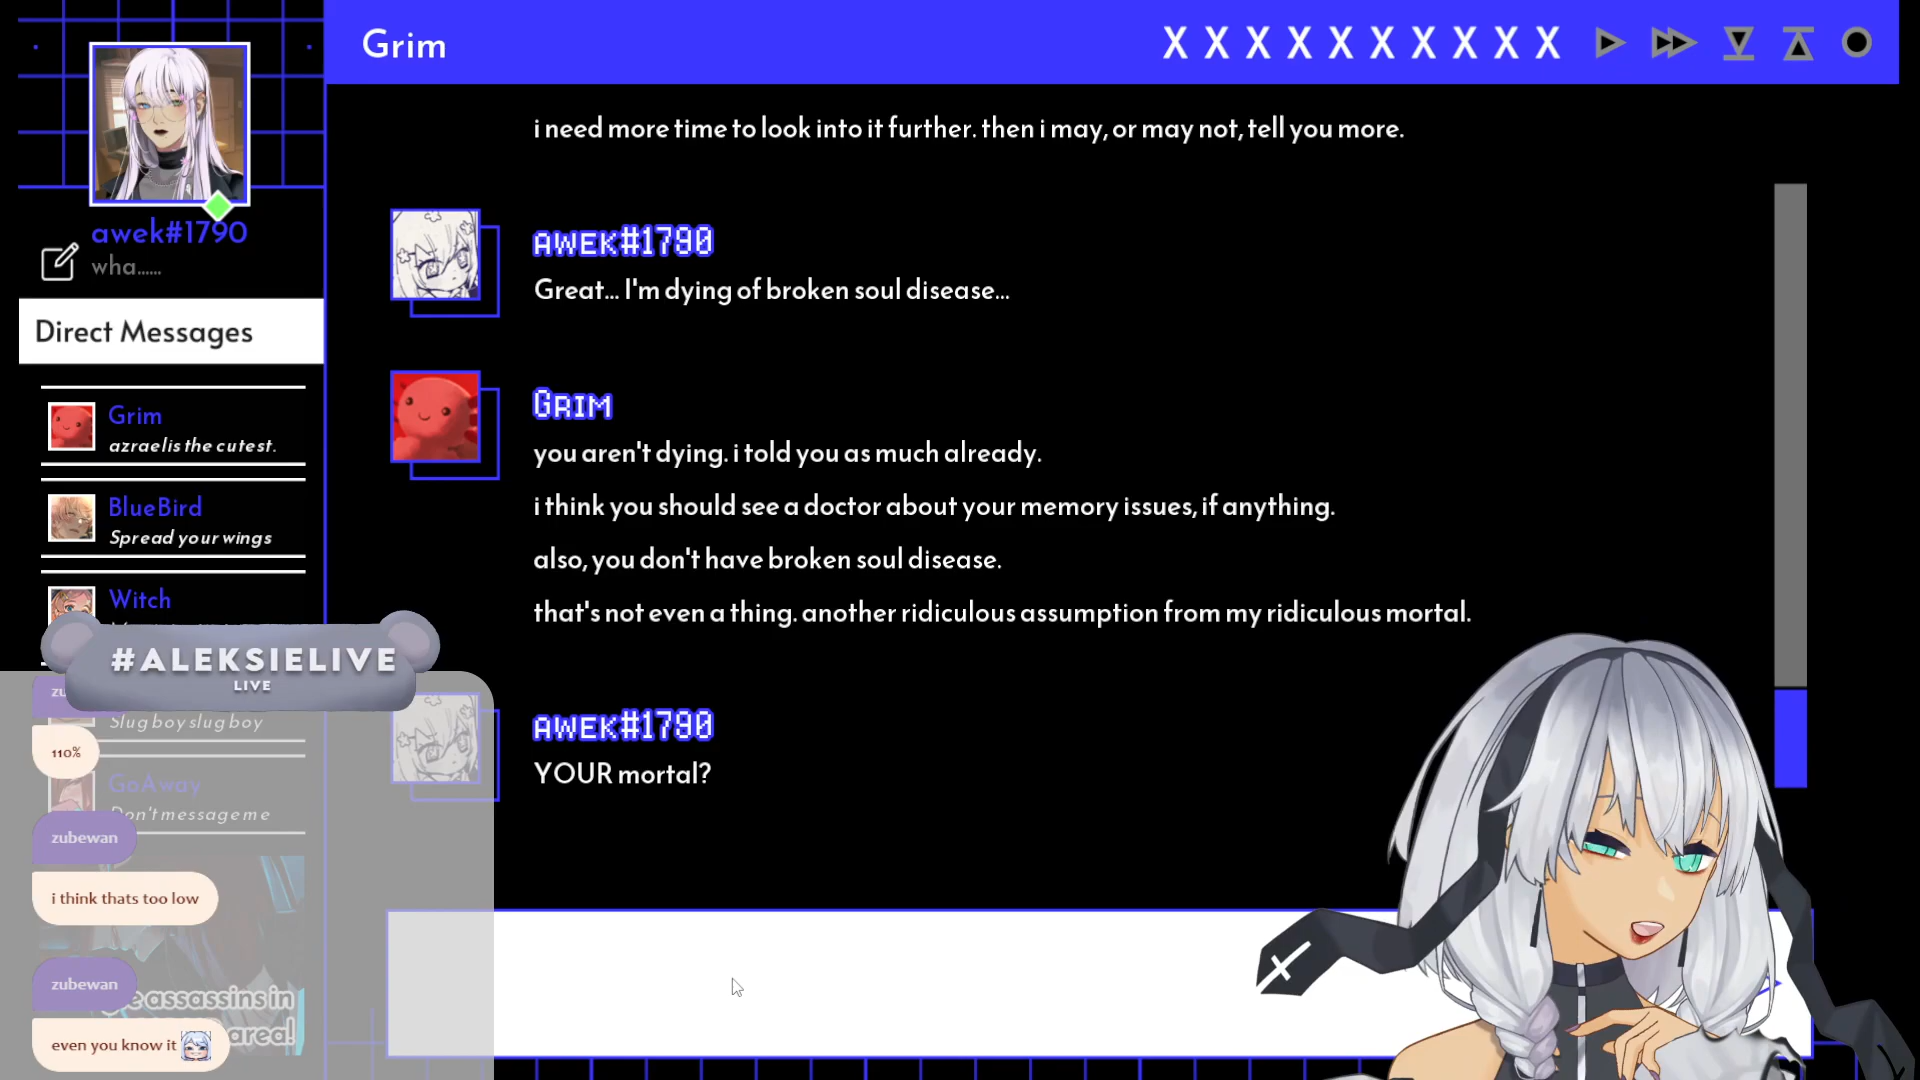 Grim
X X X X X X X X X X
awek#1790
wha......
Direct Messages
Grim
azrael is the cutest.
BlueBird
Spread your wings
Witch
#ALEKSIELIVE
LIVE
Slug boy slug boy
110%
GoAway
Don't message me
zubewan
i think thats too low
zubewan
even you know it
assassins in
area!
i need more time to look into it further. then i may, or may not, tell you more.
awek#1790
Great... I'm dying of broken soul disease...
Grim
you aren't dying. i told you as much already.
i think you should see a doctor about your memory issues, if anything.
also, you don't have broken soul disease.
that's not even a thing. another ridiculous assumption from my ridiculous mortal.
awek#1790
YOUR mortal?